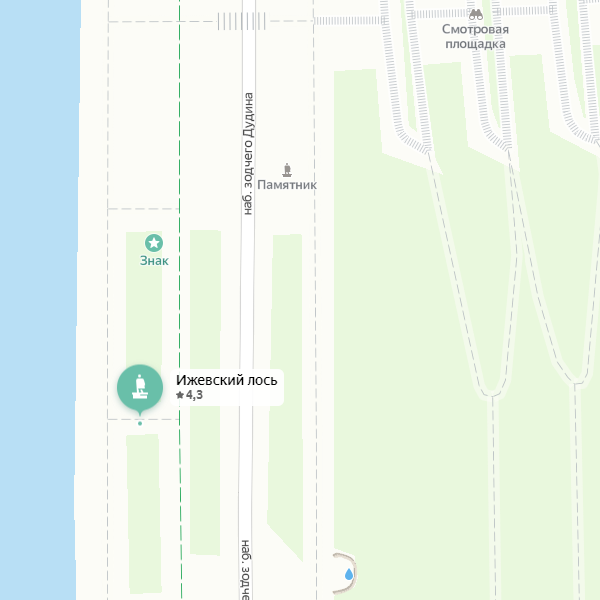 Смотровая
площадка
наб. зодчего Дудина
Памятник
Знак
Ижевский лось
4,3
наб. зодче